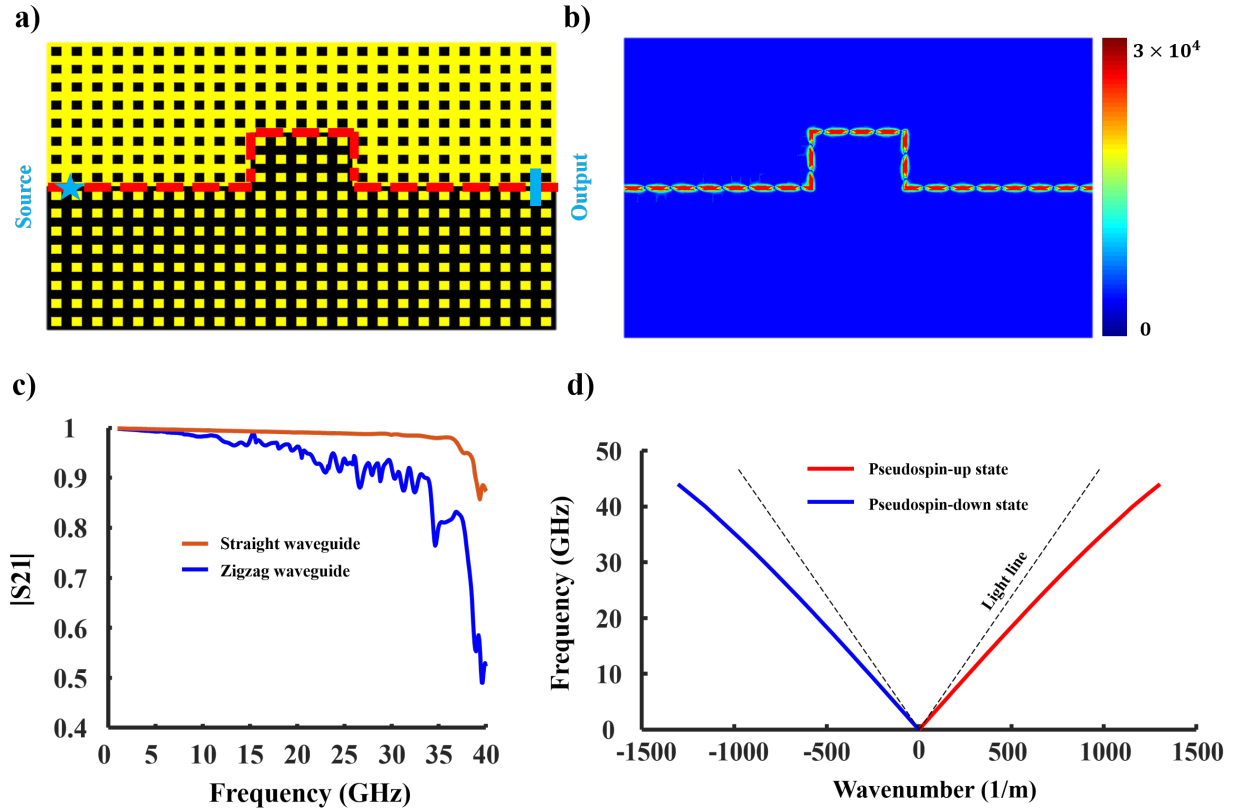 a)
Source
Output
b)
3 × 10⁴
0
c)
|S21|
1
0.9
0.8
0.7
0.6
0.5
0.4
Straight waveguide
Zigzag waveguide
0 5 10 15 20 25 30 35 40
Frequency (GHz)
d)
Frequency (GHz)
50
40
30
20
10
0
Pseudospin-up state
Pseudospin-down state
Light line
-1500 -1000 -500 0 500 1000 1500
Wavenumber (1/m)